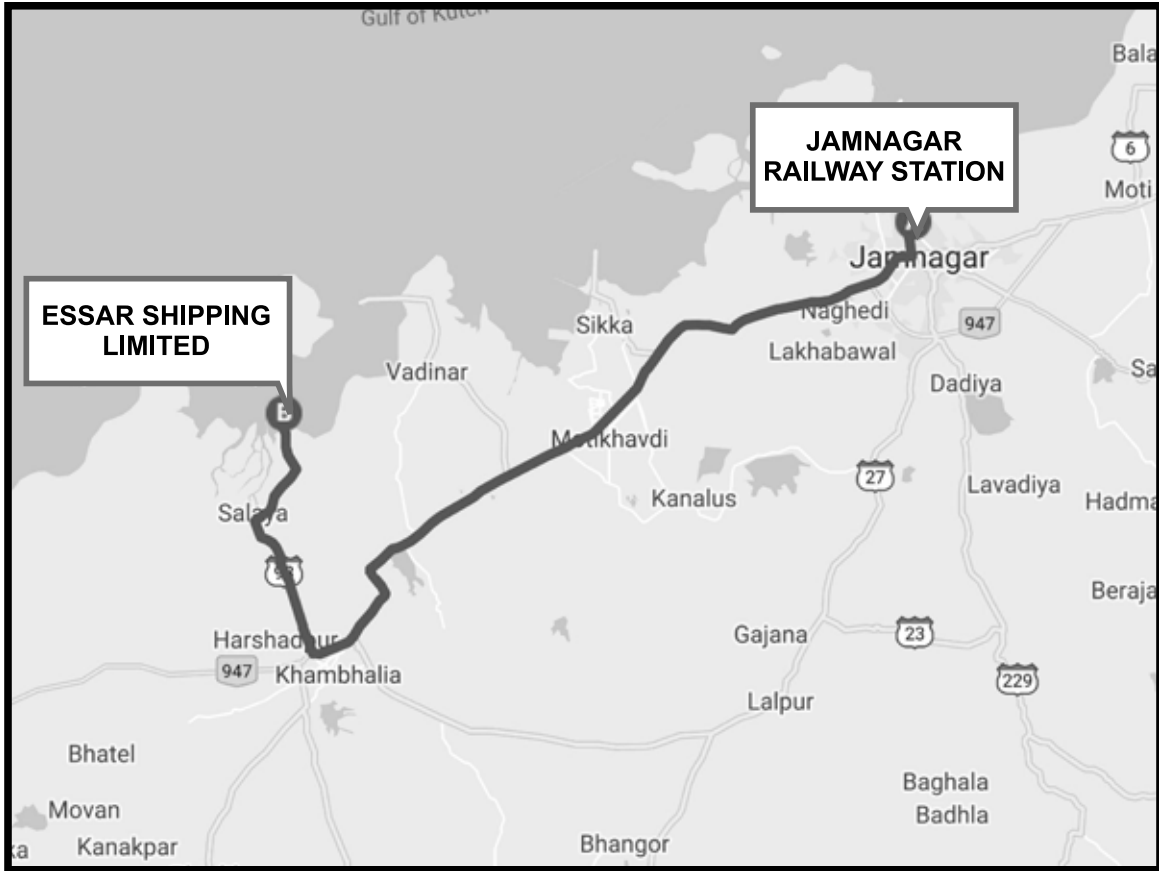 Gulf of Kutch
Bala
JAMNAGAR
RAILWAY STATION
6
Moti
Jamnagar
ESSAR SHIPPING
LIMITED
Sikka
Naghedi
947
Lakhabawal
Vadinar
Sa
Dadiya
B
Motikhavdi
27
Kanalus
Lavadiya
Hadma
Salaya
Beraja
Harshadpur
Gajana
23
947
Khambhalia
229
Lalpur
Bhatel
Baghala
Movan
Badhla
Kanakpar
Bhangor
ka